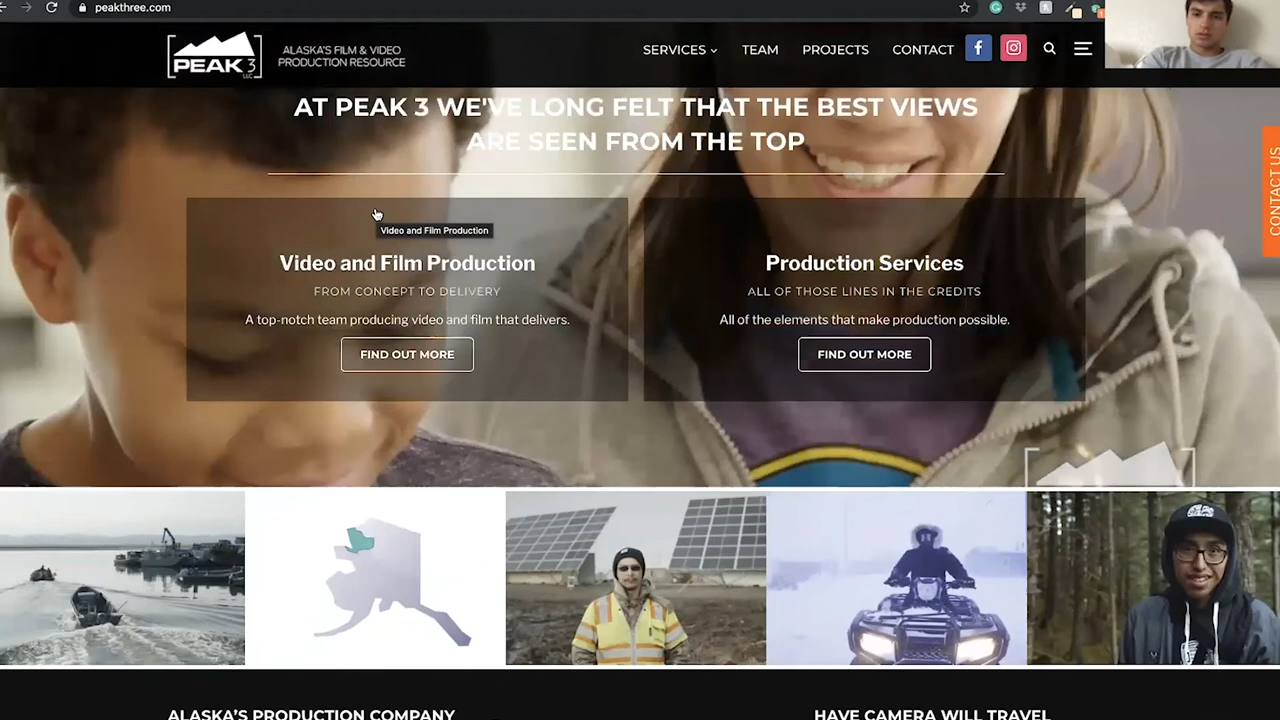 peakthree.com
PEAK 3
LLC
ALASKA'S FILM & VIDEO
PRODUCTION RESOURCE
SERVICES
TEAM
PROJECTS
CONTACT
AT PEAK 3 WE'VE LONG FELT THAT THE BEST VIEWS
ARE SEEN FROM THE TOP
CONTACT US
Video and Film Production
Video and Film Production
FROM CONCEPT TO DELIVERY
A top-notch team producing video and film that delivers.
FIND OUT MORE
Production Services
ALL OF THOSE LINES IN THE CREDITS
All of the elements that make production possible.
FIND OUT MORE
ALASKA'S PRODUCTION COMPANY
HAVE CAMERA WILL TRAVEL